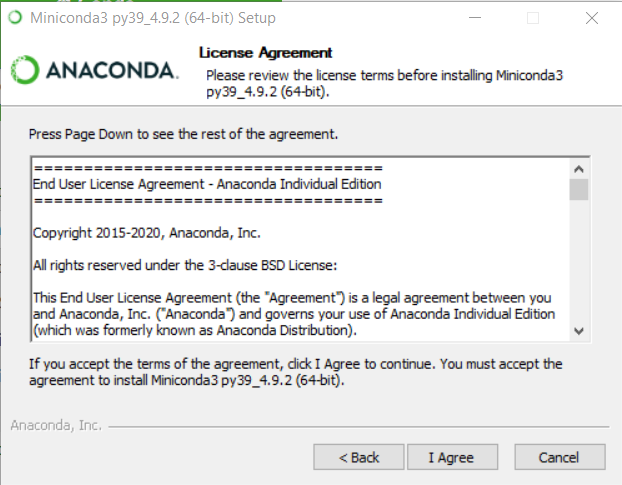 Miniconda3 py39_4.9.2 (64-bit) Setup
ANACONDA.
License Agreement
Please review the license terms before installing Miniconda3
py39_4.9.2 (64-bit).
Press Page Down to see the rest of the agreement.
===================================
End User License Agreement - Anaconda Individual Edition
===================================
Copyright 2015-2020, Anaconda, Inc.
All rights reserved under the 3-clause BSD License:
This End User License Agreement (the "Agreement") is a legal agreement between you
and Anaconda, Inc. ("Anaconda") and governs your use of Anaconda Individual Edition
(which was formerly known as Anaconda Distribution).
If you accept the terms of the agreement, click I Agree to continue. You must accept the
agreement to install Miniconda3 py39_4.9.2 (64-bit).
Anaconda, Inc.
< Back
I Agree
Cancel